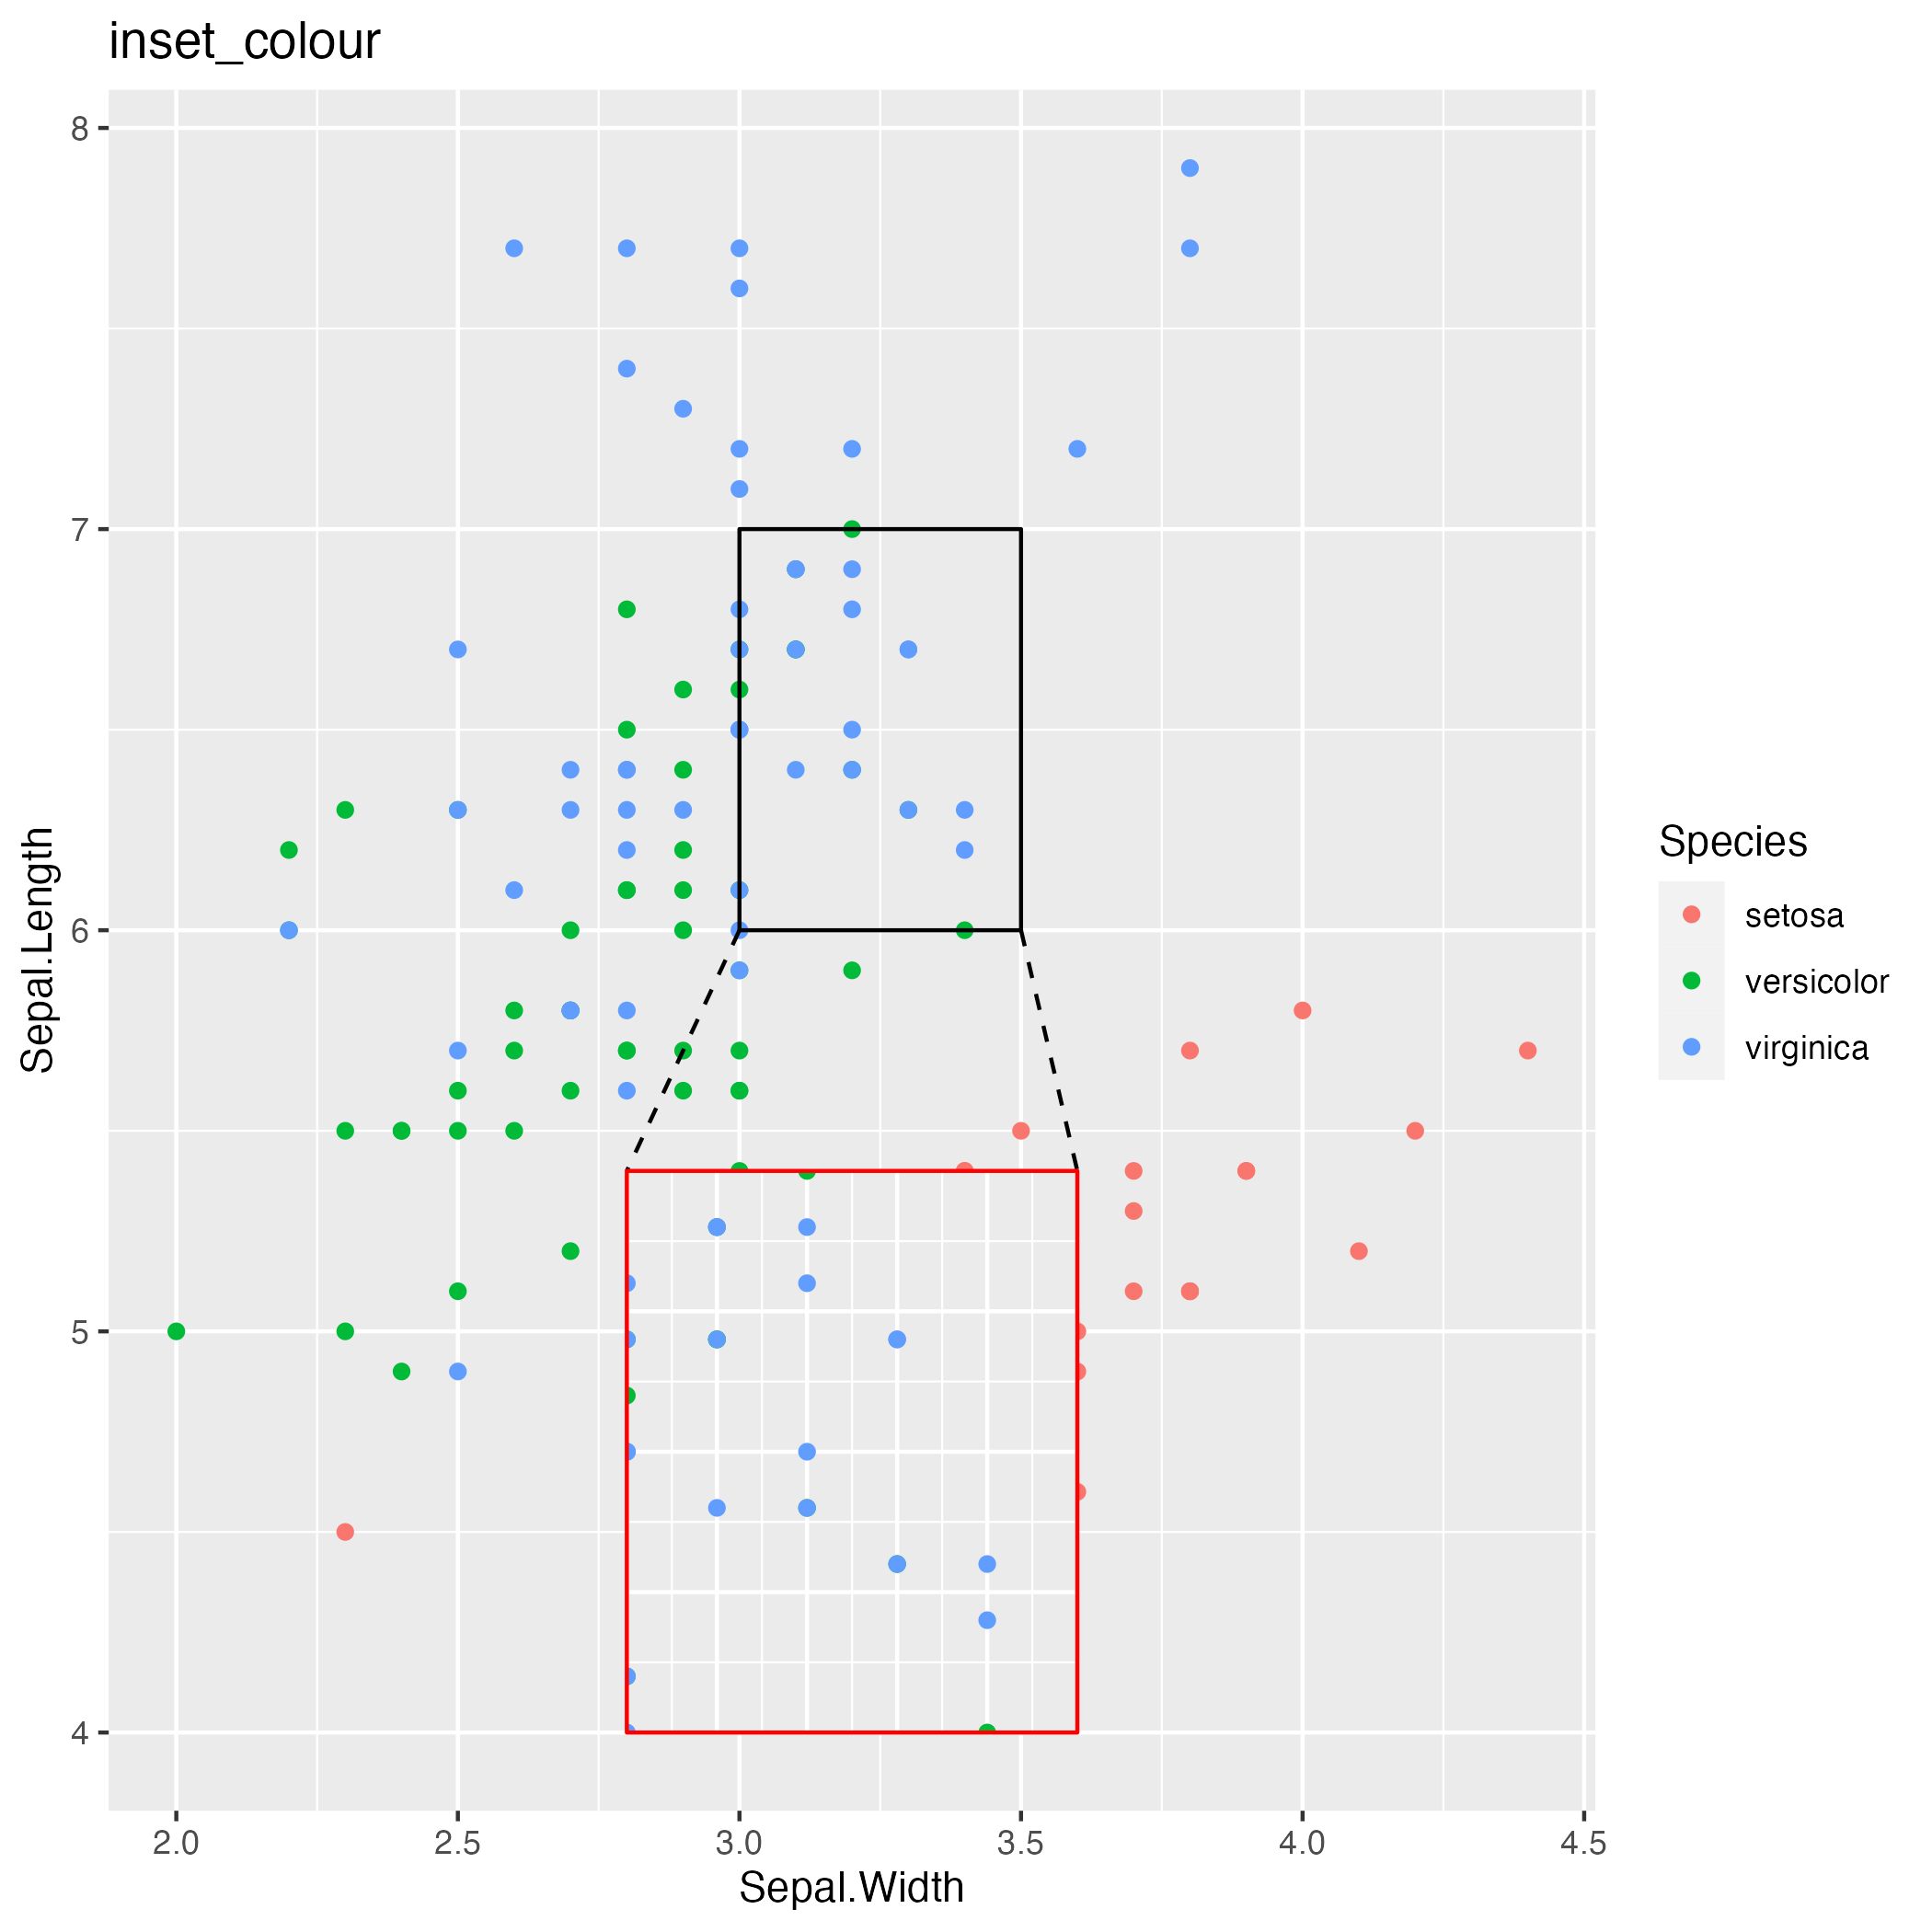 inset_colour
8
7
6
5
4
Sepal.Length
2.0 2.5 3.0 3.5 4.0 4.5
Sepal.Width
Species
setosa
versicolor
virginica